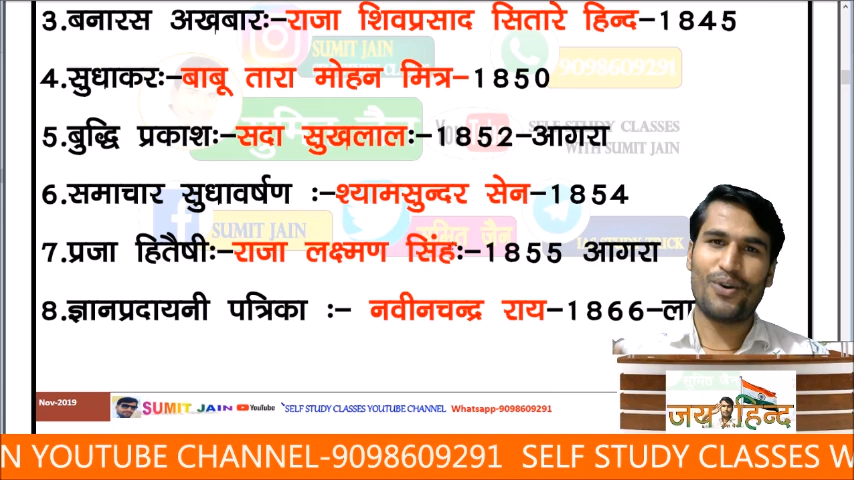 3.बनारस अखबारः-राजा शिवप्रसाद सितारे हिन्द-1845
SUMIT JAIN
9098609291
4.सुधाकरः-बाबू तारा मोहन मित्र-1850
सुमित जैन
SELF STUDY CLASSES
WITH SUMIT JAIN
5.बुद्धि प्रकाशः-सदा सुखलालः-1852-आगरा
6.समाचार सुधावर्षण :-श्यामसुन्दर सेन-1854
SUMIT JAIN
सुमित जैन
7.प्रजा हितैषीः-राजा लक्ष्मण सिंहः-1855 आगरा
8.ज्ञानप्रदायनी पत्रिका :- नवीनचन्द्र राय-1866-ला
Nov-2019
SUMIT JAIN YouTube SELF STUDY CLASSES YOUTUBE CHANNEL Whatsapp-9098609291
जय हिन्द
N YOUTUBE CHANNEL-9098609291 SELF STUDY CLASSES W